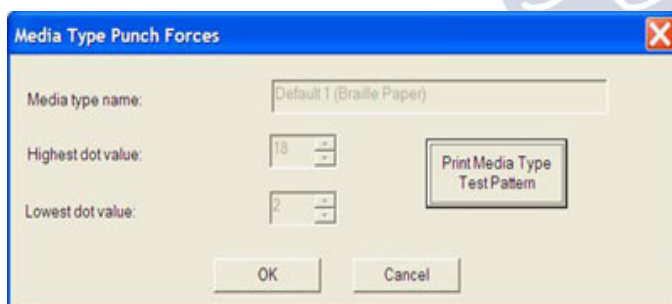 Media Type Punch Forces
Media type name: Default 1 (Braille Paper)
Highest dot value: 18
Print Media Type
Test Pattern
Lowest dot value: 2
OK Cancel